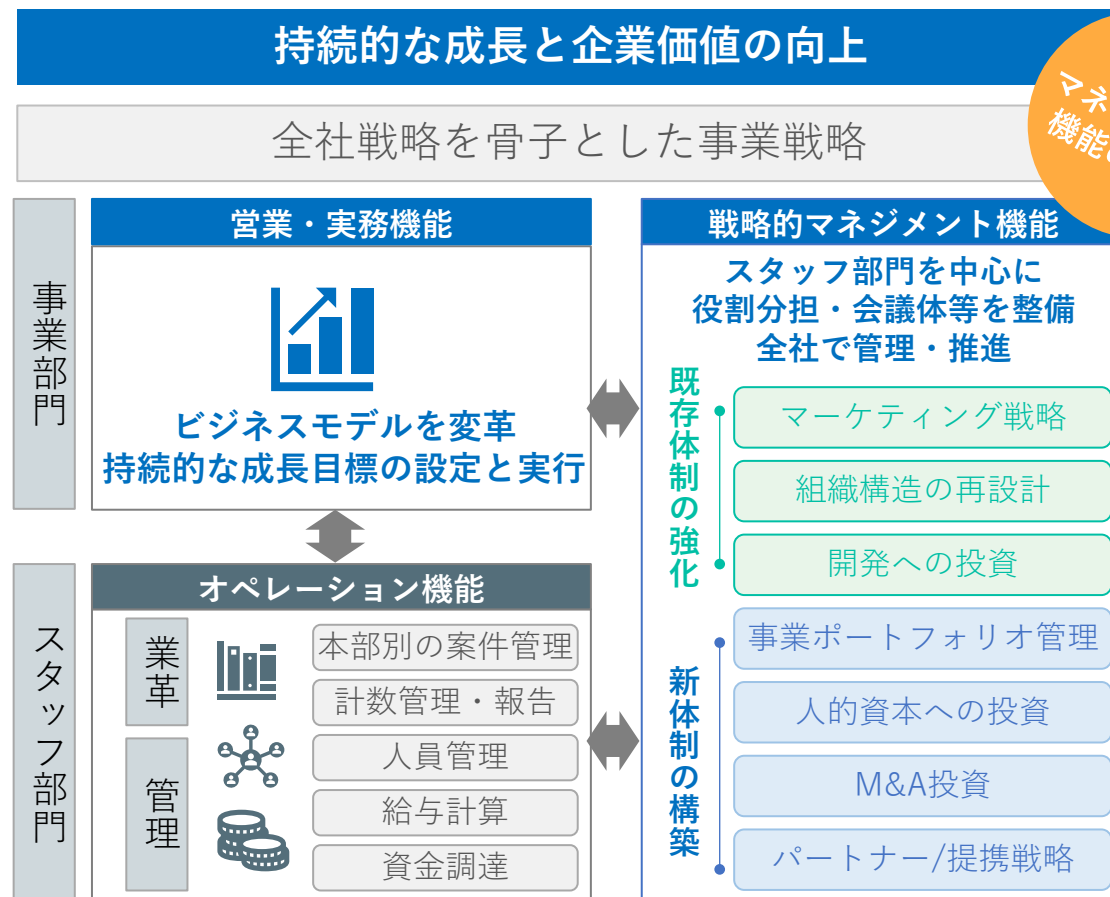 持続的な成長と企業価値の向上
マネ
機能
全社戦略を骨子とした事業戦略
事業部門
営業・実務機能
ビジネスモデルを変革
持続的な成長目標の設定と実行
戦略的マネジメント機能
スタッフ部門を中心に
役割分担・会議体等を整備
全社で管理・推進
既存体制の強化
マーケティング戦略
組織構造の再設計
開発への投資
新体制の構築
事業ポートフォリオ管理
人的資本への投資
M&A投資
パートナー/提携戦略
スタッフ部門
オペレーション機能
業革
本部別の案件管理
計数管理・報告
管理
人員管理
給与計算
資金調達